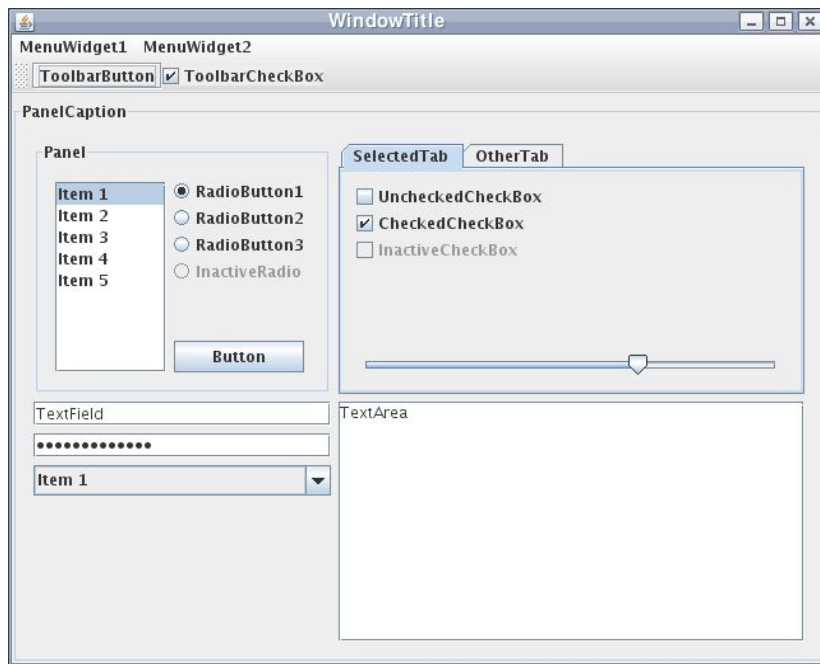 WindowTitle
MenuWidget1 MenuWidget2
ToolbarButton ToolbarCheckBox
PanelCaption
Panel
Item 1
Item 2
Item 3
Item 4
Item 5
RadioButton1
RadioButton2
RadioButton3
InactiveRadio
Button
SelectedTab OtherTab
UncheckedCheckBox
CheckedCheckBox
InactiveCheckBox
TextField
•••••••••••••
Item 1
TextArea